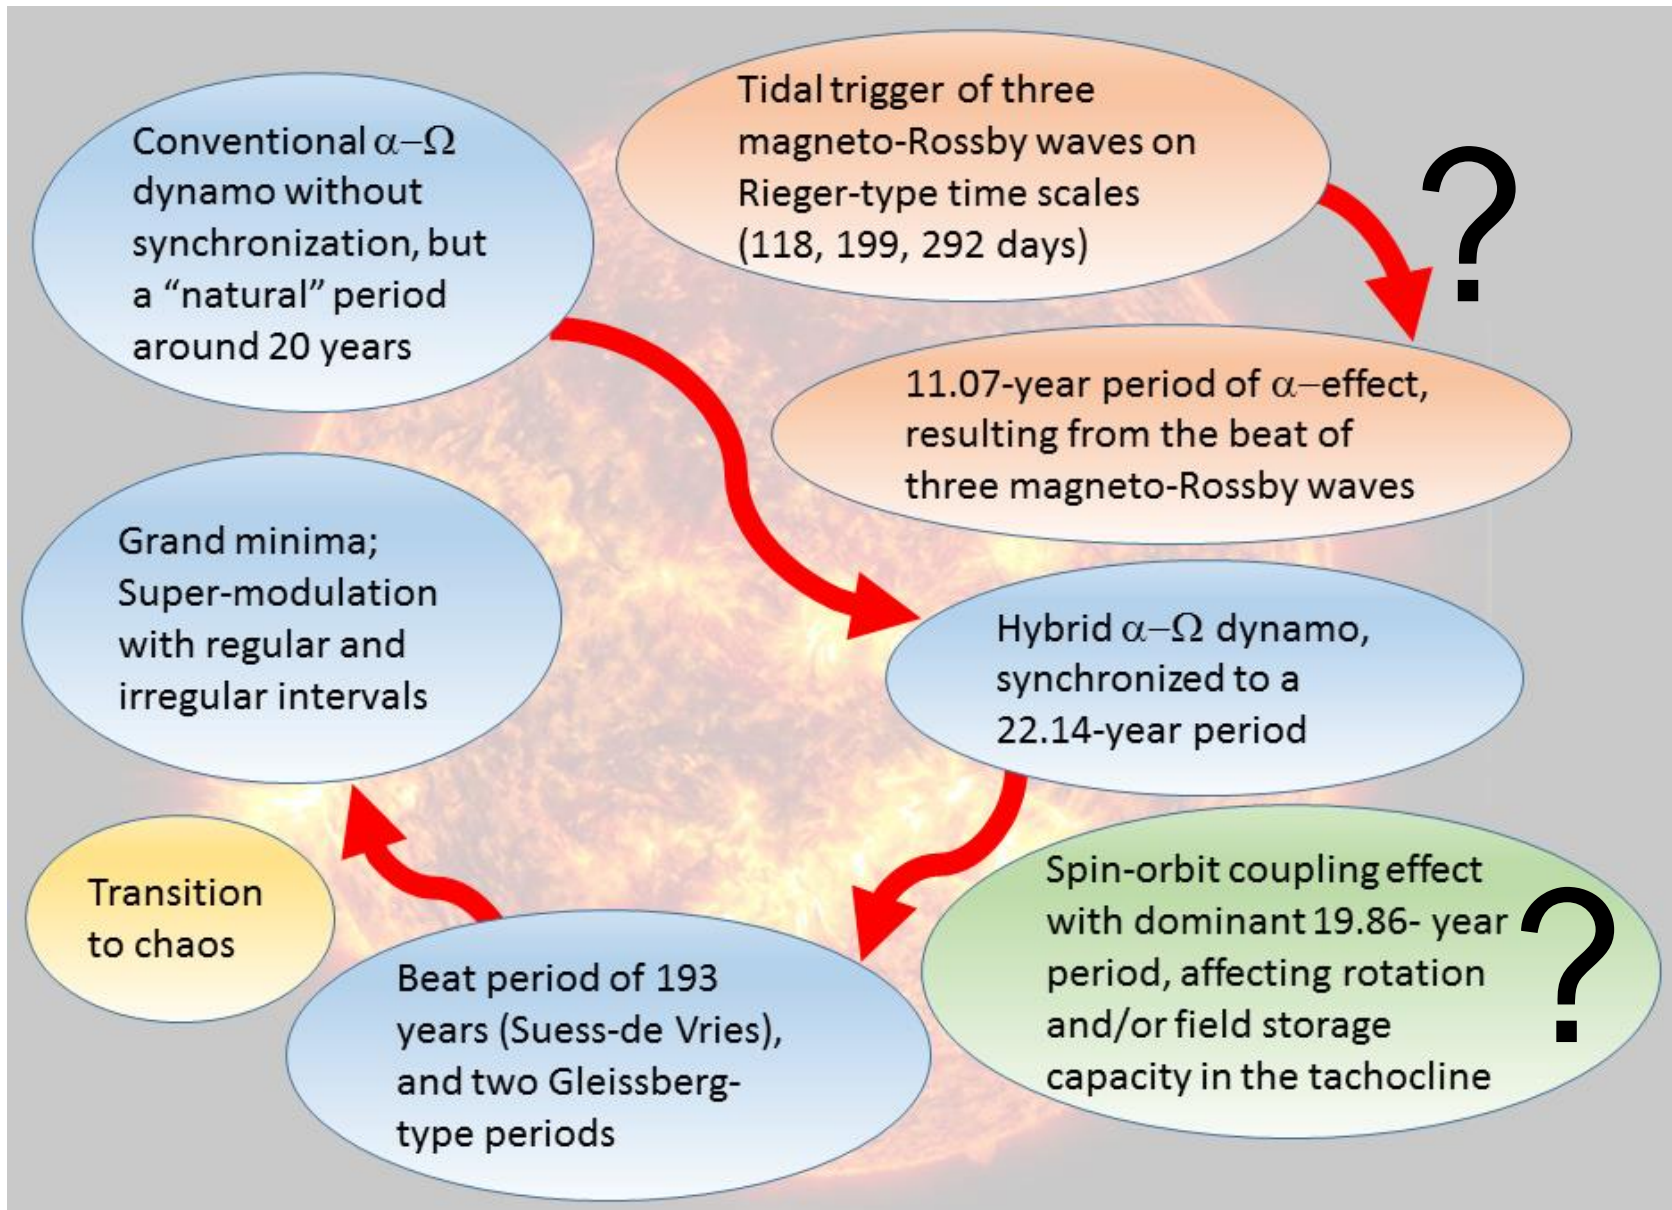 Conventional α–Ω
dynamo without
synchronization, but
a “natural” period
around 20 years
Tidal trigger of three
magneto-Rossby waves on
Rieger-type time scales
(118, 199, 292 days)
?
11.07-year period of α–effect,
resulting from the beat of
three magneto-Rossby waves
Grand minima;
Super-modulation
with regular and
irregular intervals
Hybrid α–Ω dynamo,
synchronized to a
22.14-year period
Transition
to chaos
Beat period of 193
years (Suess-de Vries),
and two Gleissberg-
type periods
Spin-orbit coupling effect
with dominant 19.86- year
period, affecting rotation
and/or field storage
capacity in the tachocline
?